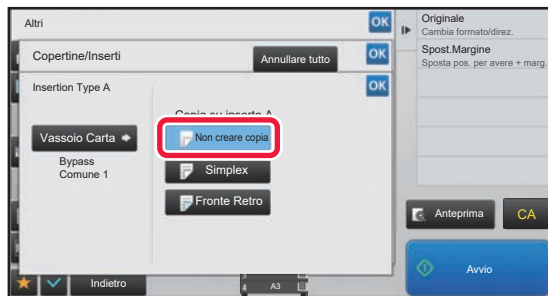 Altri
OK
Originale
Cambia formato/direz.
Copertine/Inserti
Annullare tutto
OK
Spost.Margine
Sposta pos. per avere + marg.
Insertion Type A
OK
Copia su inserto A
Vassoio Carta
Non creare copia
Bypass
Comune 1
Simplex
Fronte Retro
Anteprima
CA
Indietro
4
A3
Avvio